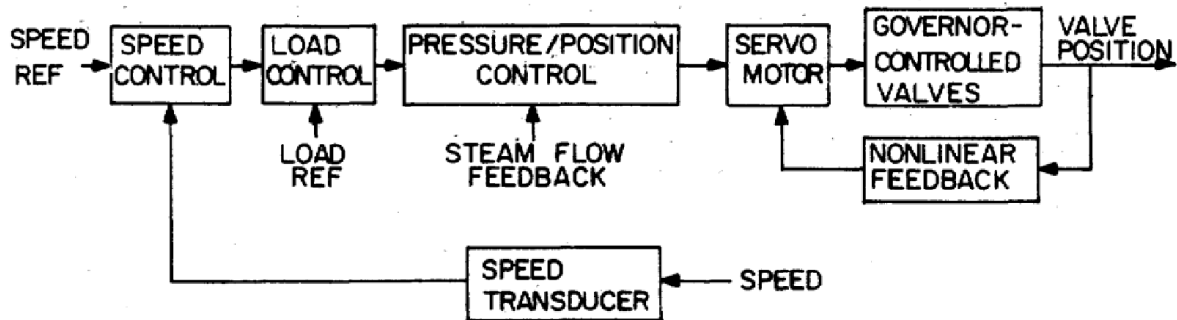 SPEED
REF
SPEED
CONTROL
LOAD
CONTROL
PRESSURE/POSITION
CONTROL
SERVO
MOTOR
GOVERNOR-
CONTROLLED
VALVES
VALVE
POSITION
LOAD
REF
STEAM FLOW
FEEDBACK
NONLINEAR
FEEDBACK
SPEED
TRANSDUCER
SPEED